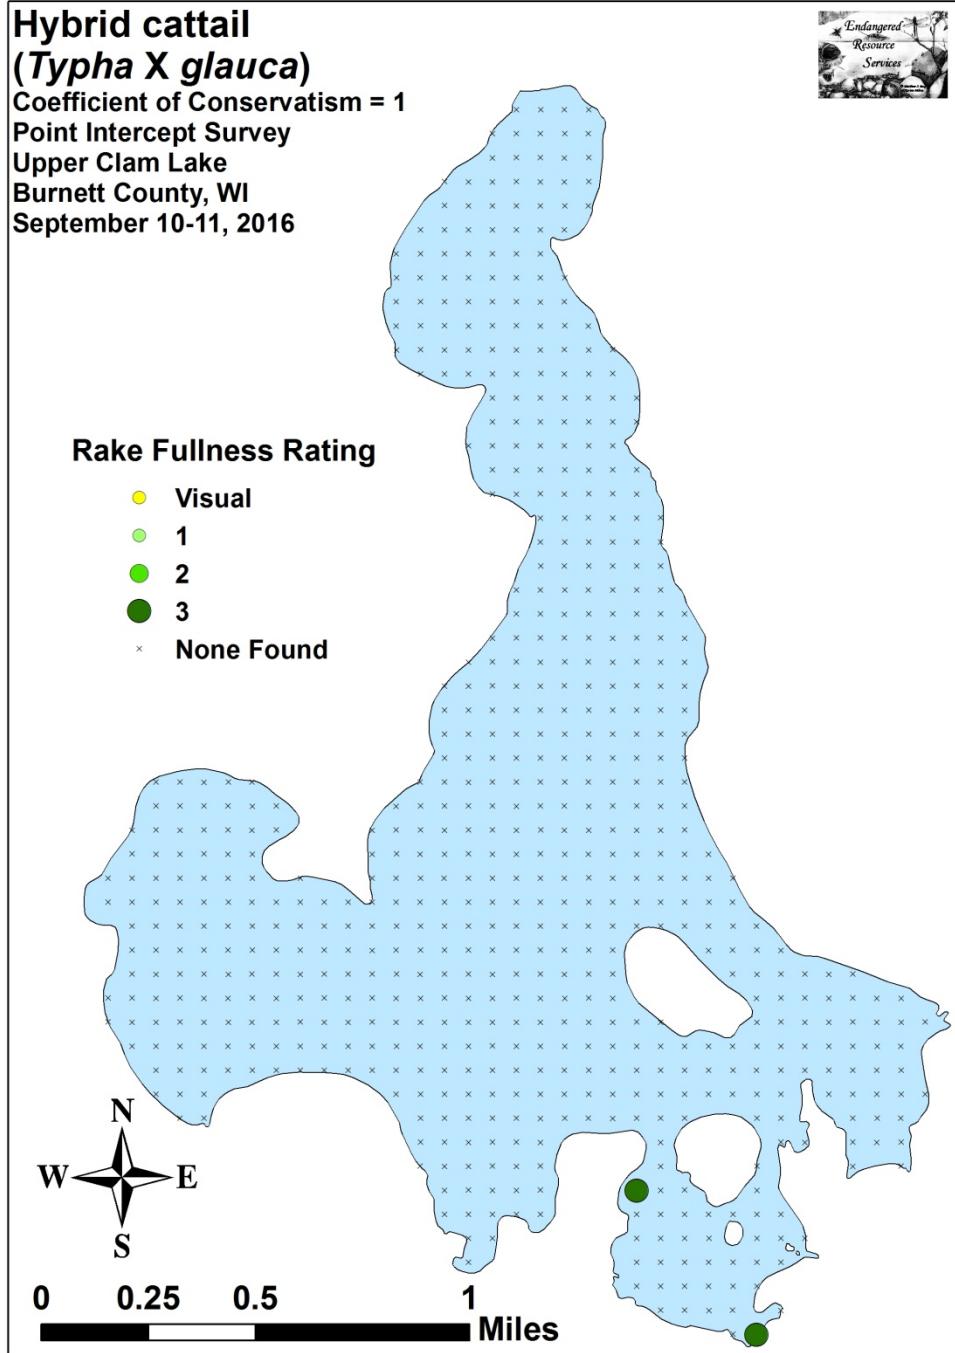 Hybrid cattail
(Typha X glauca)
Coefficient of Conservatism = 1
Point Intercept Survey
Upper Clam Lake
Burnett County, WI
September 10-11, 2016
Endangered
Resource
Services
Rake Fullness Rating
Visual
1
2
3
None Found
N
W E
S
0 0.25 0.5 1
Miles